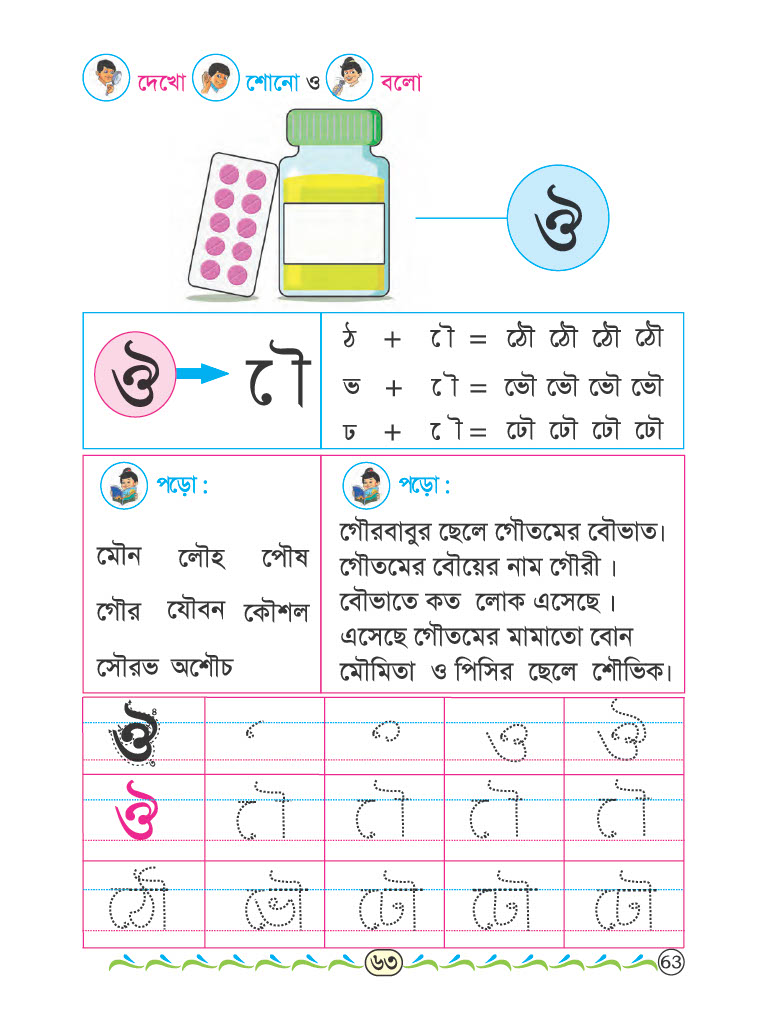 দেখো শোনো ও বলো
ঔ
ঔ ৌ
ঠ + ৌ = ঠৌ ঠৌ ঠৌ ঠৌ
ভ + ৌ = ভৌ ভৌ ভৌ ভৌ
ঢ + ৌ = ঢৌ ঢৌ ঢৌ ঢৌ
পড়ো :
মৌন লৌহ পৌষ
গৌর যৌবন কৌশল
সৌরভ অশৌচ
পড়ো :
গৌরবাবুর ছেলে গৌতমের বৌভাত।
গৌতমের বৌয়ের নাম গৌরী ।
বৌভাতে কত লোক এসেছে ।
এসেছে গৌতমের মামাতো বোন
মৌমিতা ও পিসির ছেলে শৌভিক।
ঔ ঔ
ঔ ৌ ৌ ৌ ৌ
ঠৌ ভৌ ঢৌ ঢৌ ঢৌ
৬৩ 63